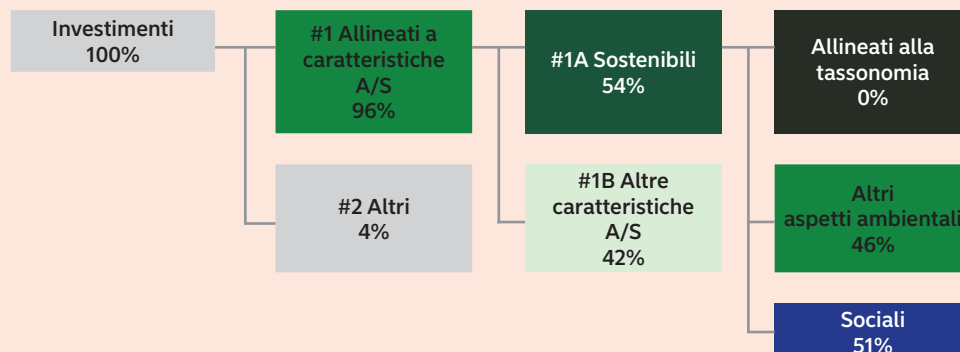 Investimenti
100%
#1 Allineati a
caratteristiche
A/S
96%
#1A Sostenibili
54%
Allineati alla
tassonomia
0%
#2 Altri
4%
#1B Altre
caratteristiche
A/S
42%
Altri
aspetti ambientali
46%
Sociali
51%